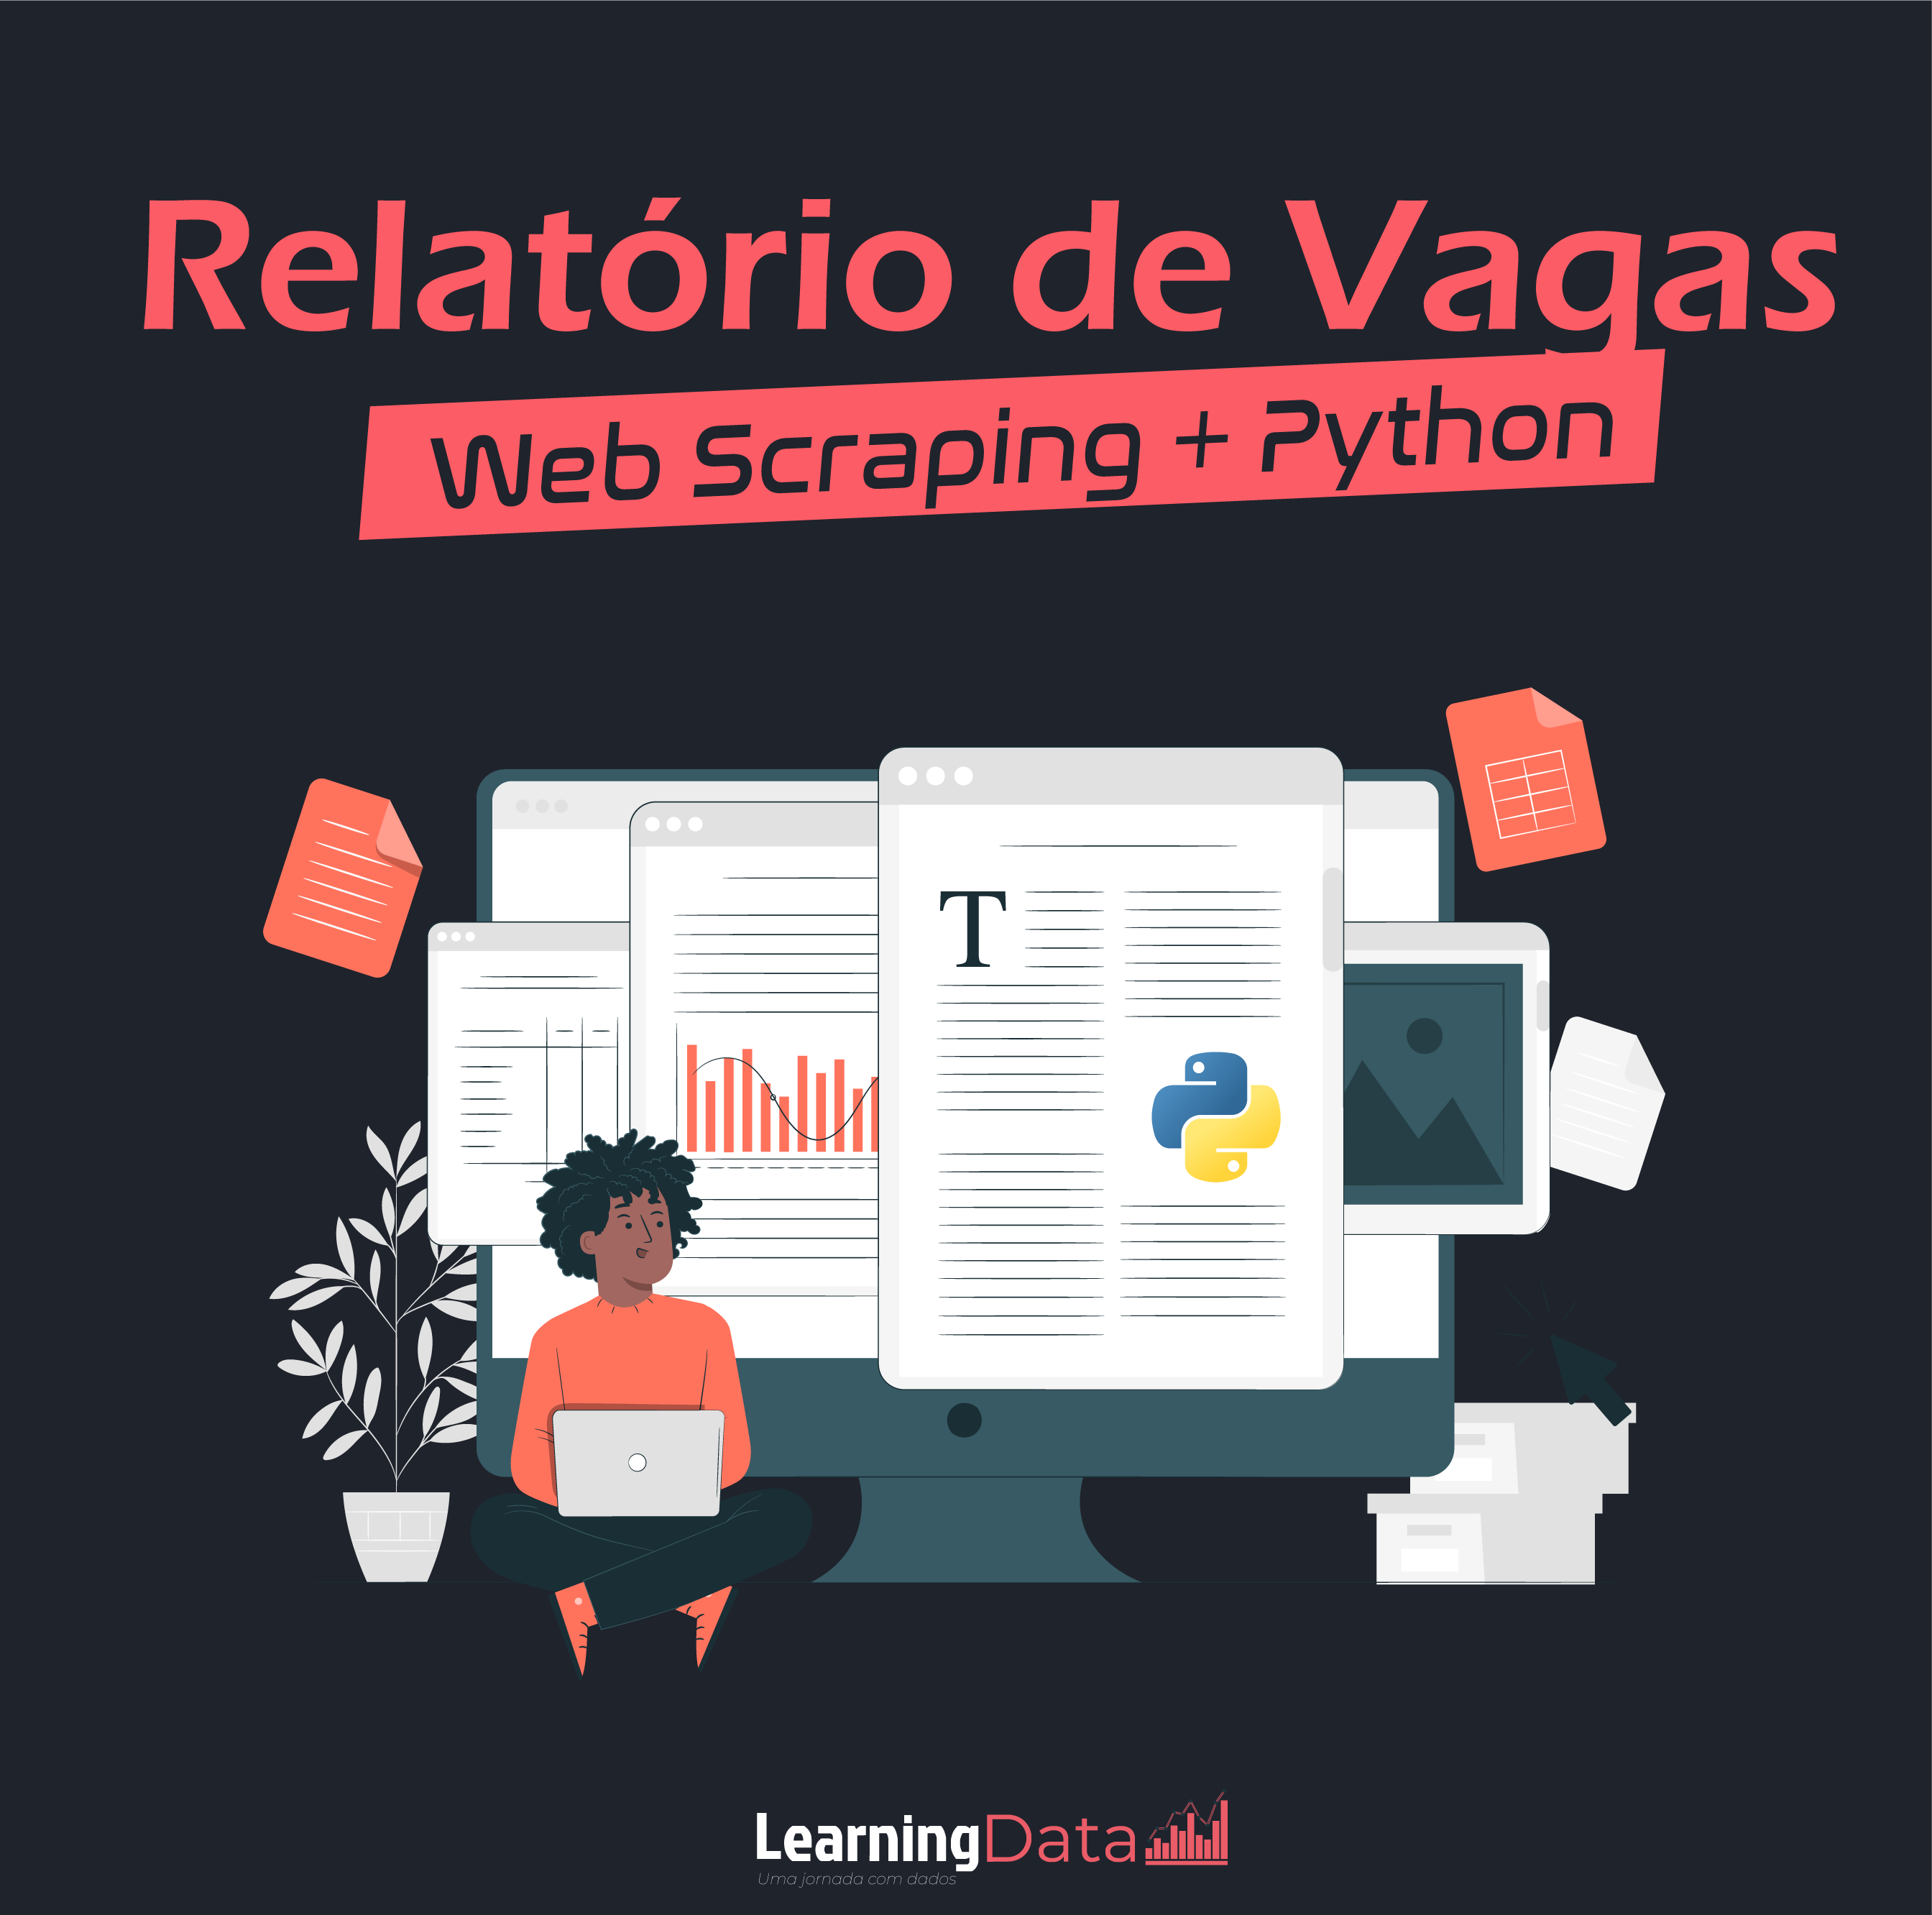 Relatório de Vagas
Web Scraping + Python
T
LearningData
Uma jornada com dados